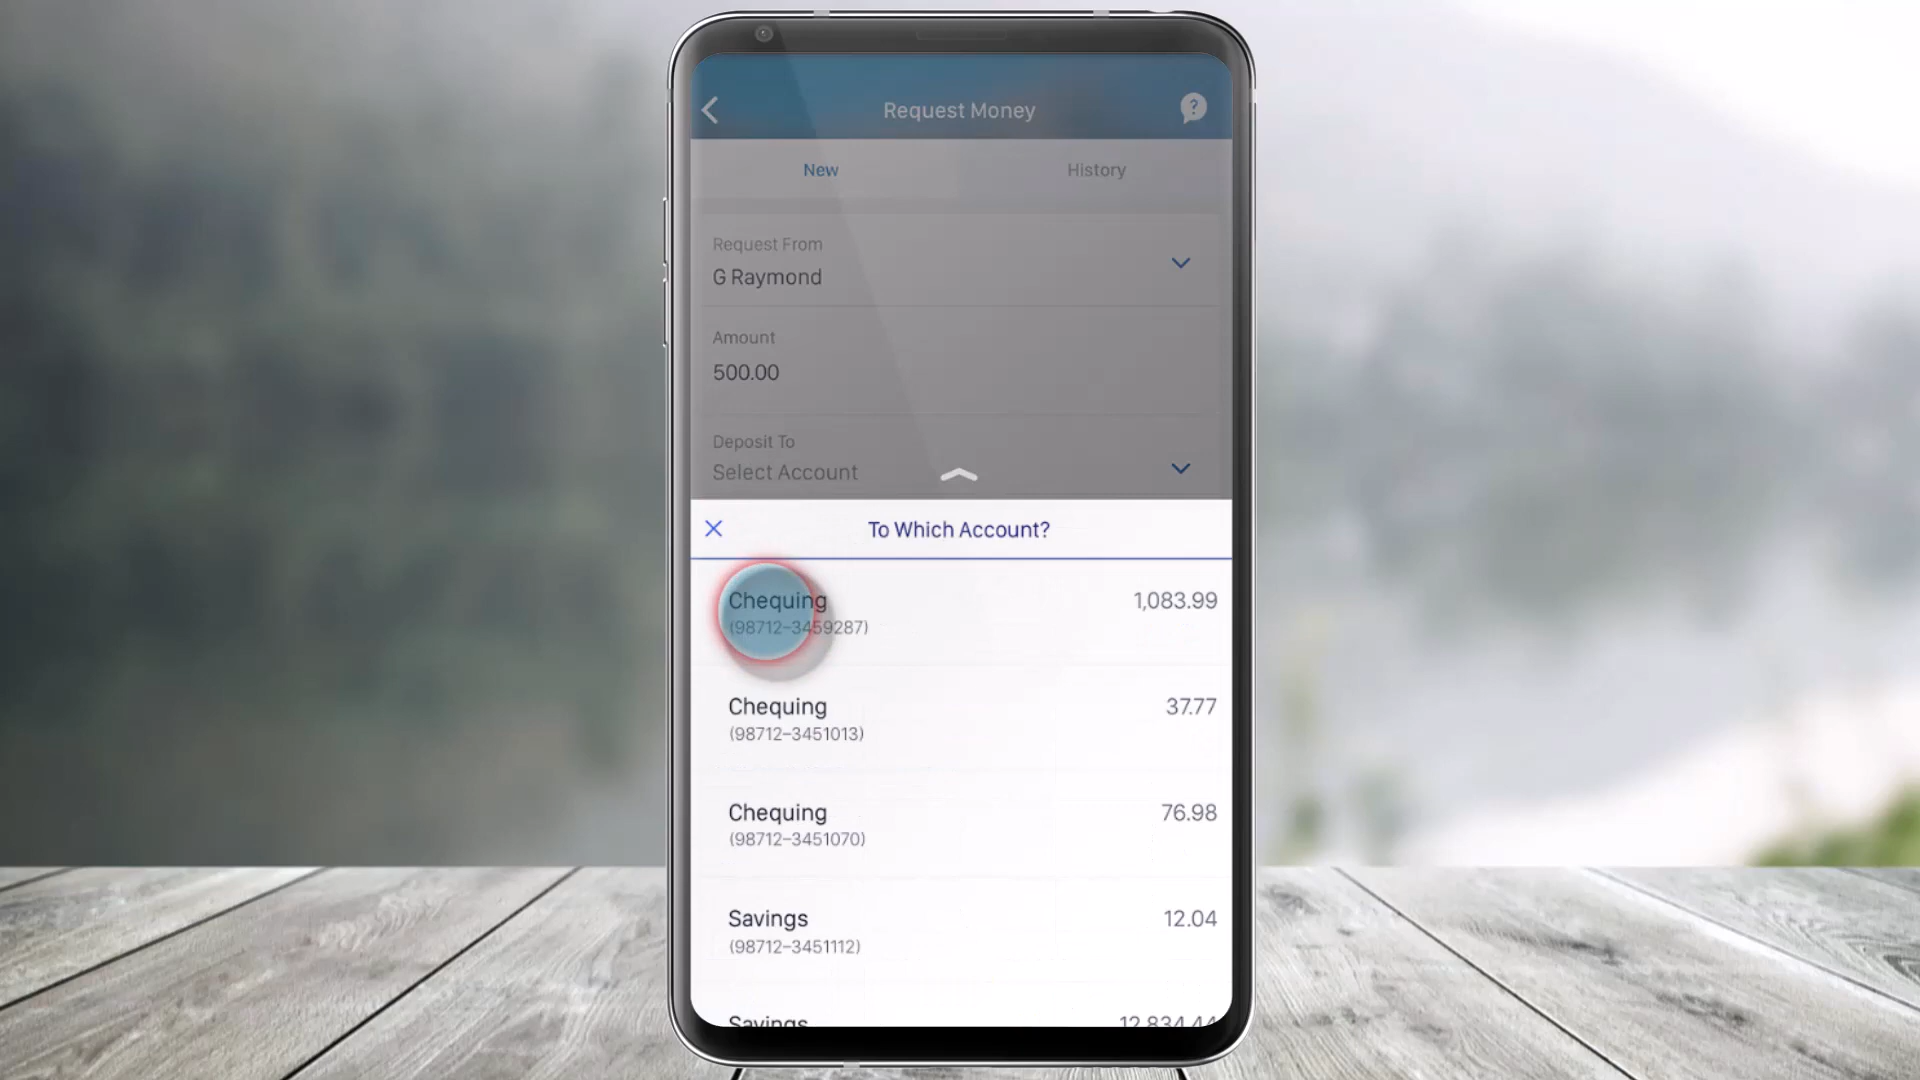 Request Money
?
New
History
Request From
G Raymond
Amount
500.00
Deposit To
Select Account
To Which Account?
Chequing 1,083.99
(98712-3459287)
Chequing 37.77
(98712-3451013)
Chequing 76.98
(98712-3451070)
Savings 12.04
(98712-3451112)
Savings 12,834.44